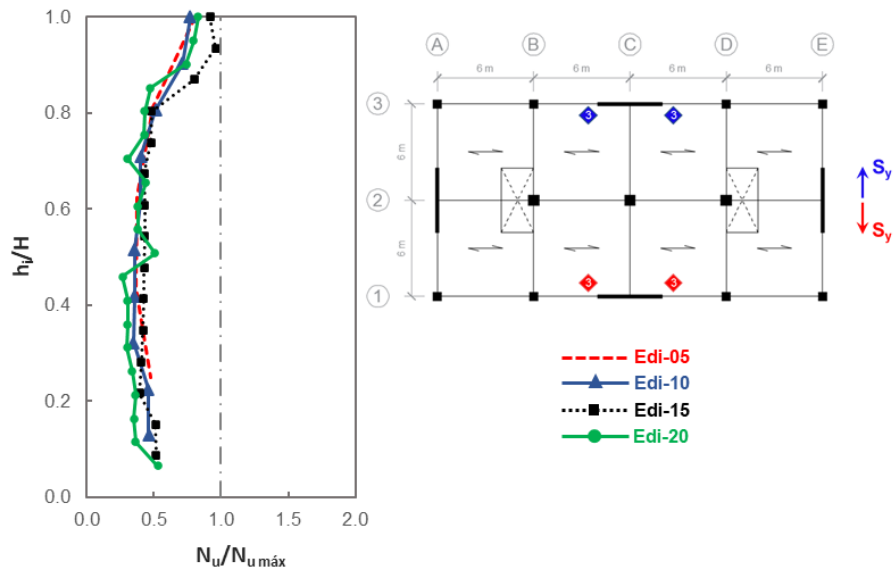 1.0
0.8
0.6
0.4
0.2
0.0
hᵢ/H
0.0 0.5 1.0 1.5 2.0
Nᵤ/Nᵤ ₘáₓ
A B C D E
6 m 6 m 6 m 6 m
3
6 m
2
6 m
1
3 3
3 3
Sy
Sy
Edi-05
Edi-10
Edi-15
Edi-20